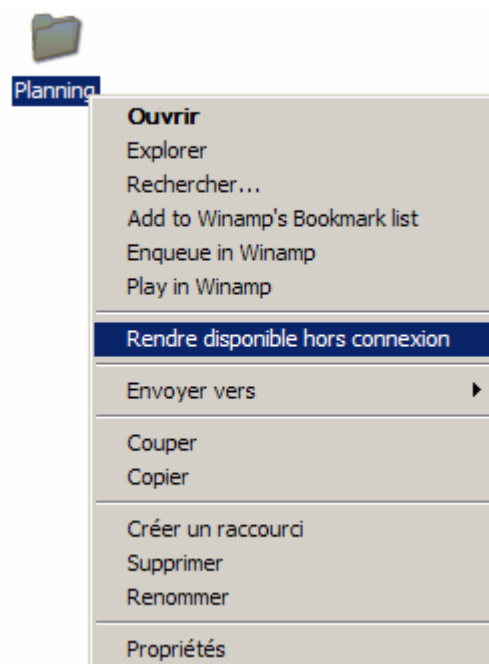 Planning
Ouvrir
Explorer
Rechercher...
Add to Winamp's Bookmark list
Enqueue in Winamp
Play in Winamp
Rendre disponible hors connexion
Envoyer vers
Couper
Copier
Créer un raccourci
Supprimer
Renommer
Propriétés